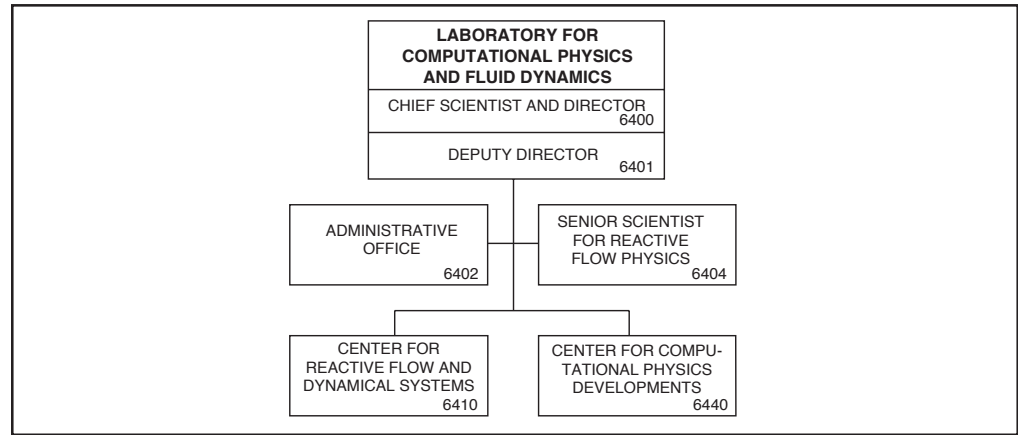 LABORATORY FOR
COMPUTATIONAL PHYSICS
AND FLUID DYNAMICS
CHIEF SCIENTIST AND DIRECTOR
6400
DEPUTY DIRECTOR
6401
ADMINISTRATIVE
OFFICE
6402
SENIOR SCIENTIST
FOR REACTIVE
FLOW PHYSICS
6404
CENTER FOR
REACTIVE FLOW AND
DYNAMICAL SYSTEMS
6410
CENTER FOR COMPU-
TATIONAL PHYSICS
DEVELOPMENTS
6440